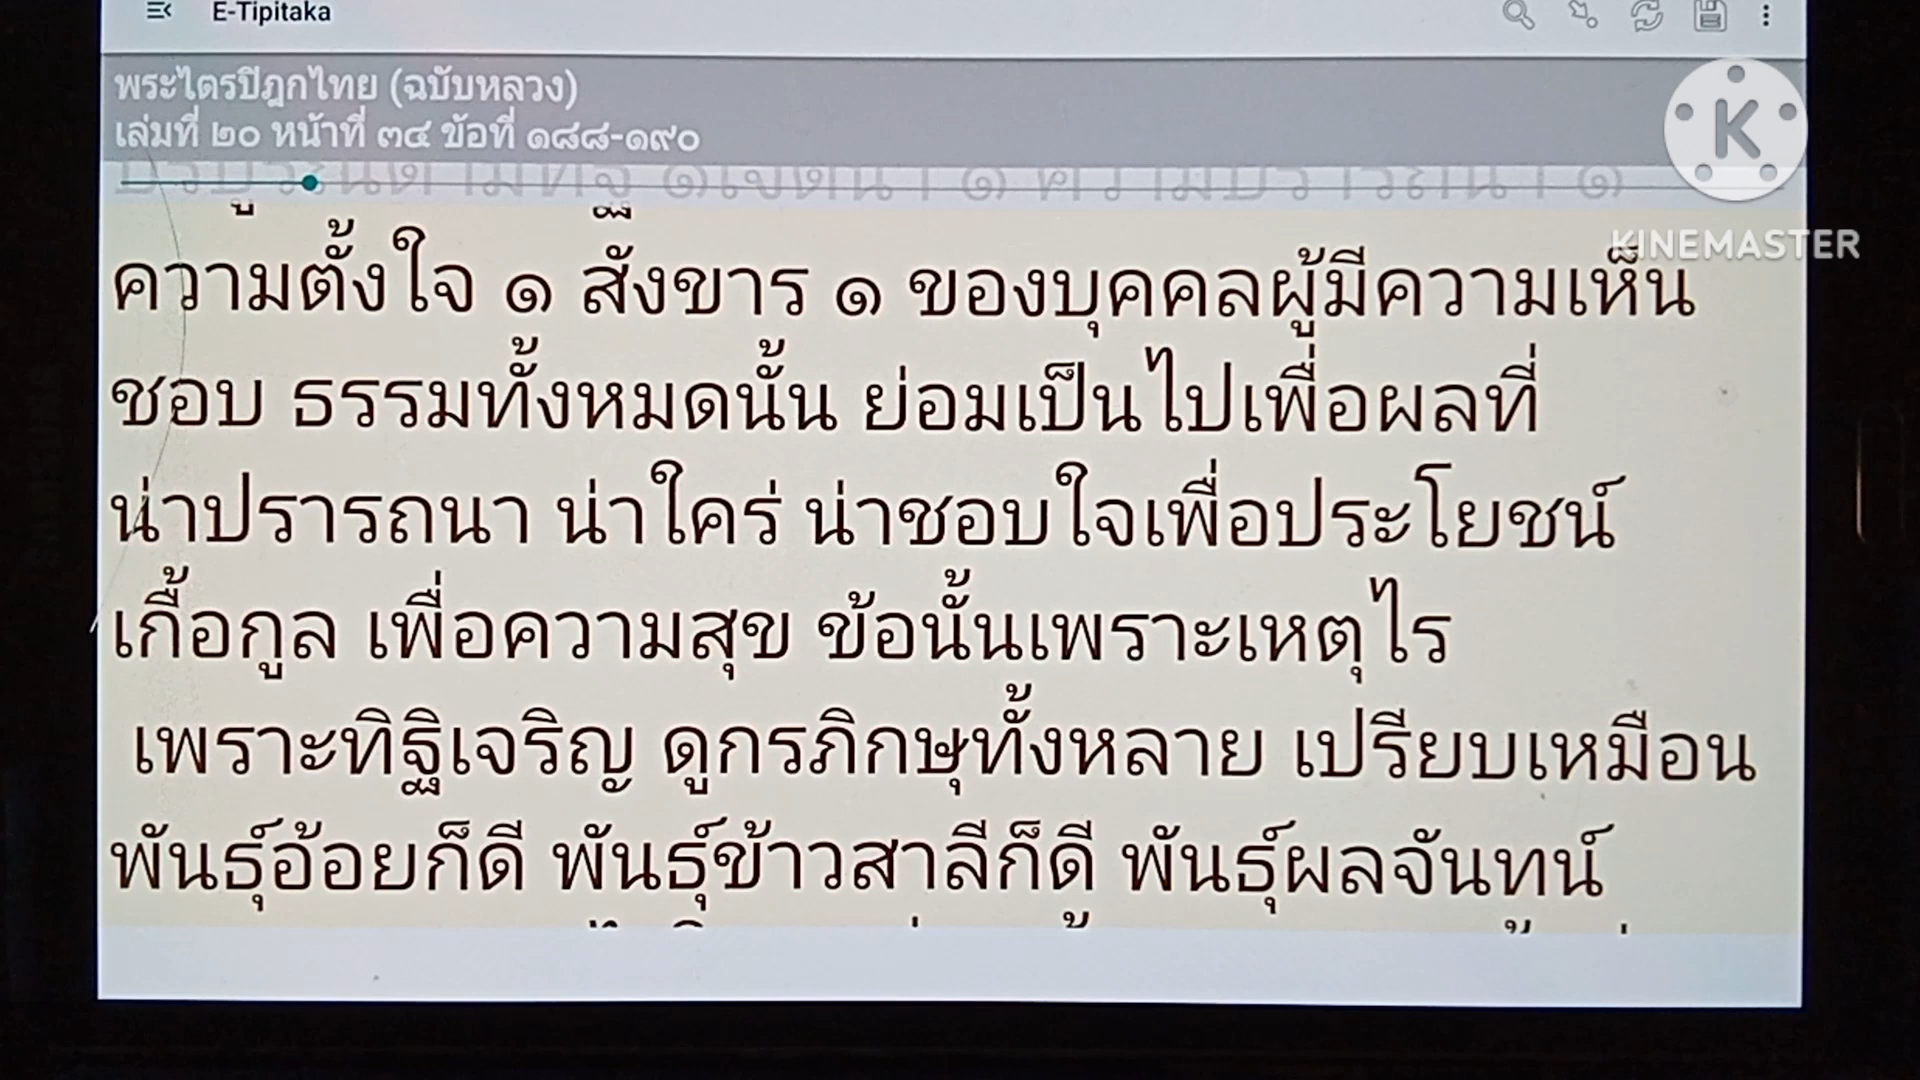 E-Tipitaka
พระไตรปิฎกไทย (ฉบับหลวง)
เล่มที่ ๒๐ หน้าที่ ๓๔ ข้อที่ ๑๘๘-๑๙๐
K
KINEMASTER
ความตั้งใจ ๑ สังขาร ๑ ของบุคคลผู้มีความเห็น
ชอบ ธรรมทั้งหมดนั้น ย่อมเป็นไปเพื่อผลที่
น่าปรารถนา น่าใคร่ น่าชอบใจเพื่อประโยชน์
เกื้อกูล เพื่อความสุข ข้อนั้นเพราะเหตุไร
เพราะทิฐิเจริญ ดูกรภิกษุทั้งหลาย เปรียบเหมือน
พันธุ์อ้อยก็ดี พันธุ์ข้าวสาลีก็ดี พันธุ์ผลจันทน์